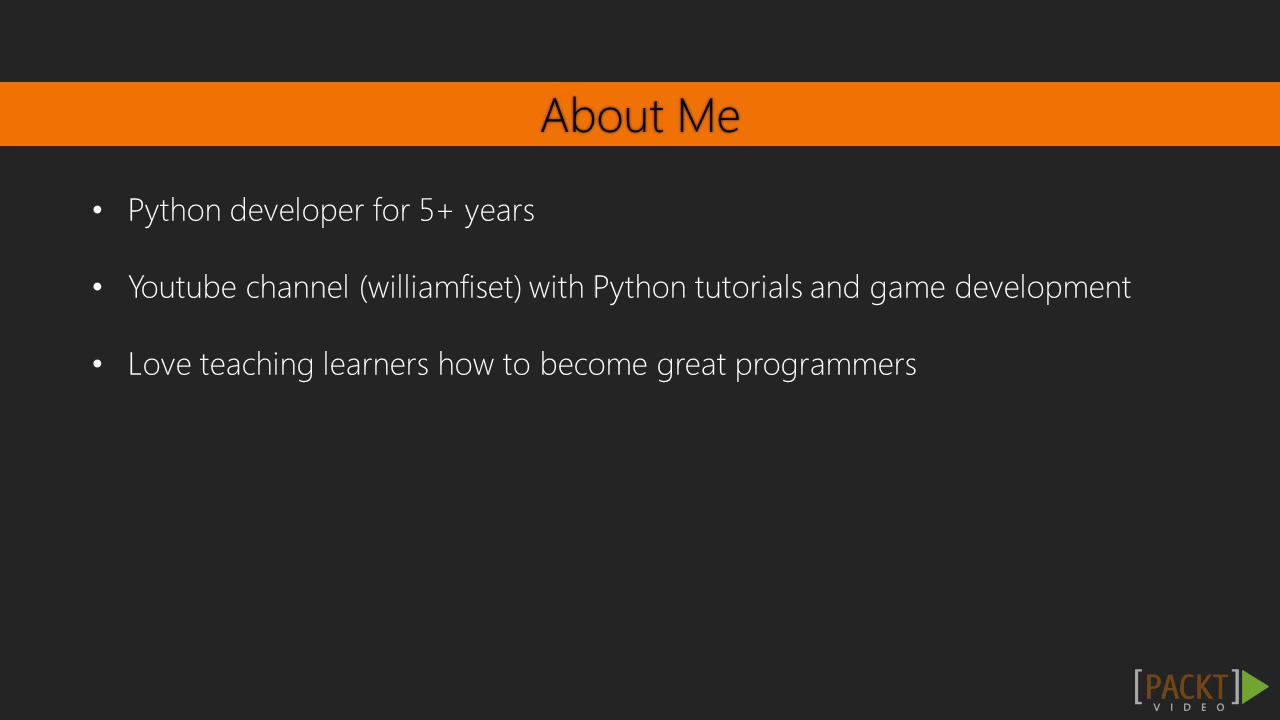 About Me
• Python developer for 5+ years
• Youtube channel (williamfiset) with Python tutorials and game development
• Love teaching learners how to become great programmers
[PACKT]
VIDEO